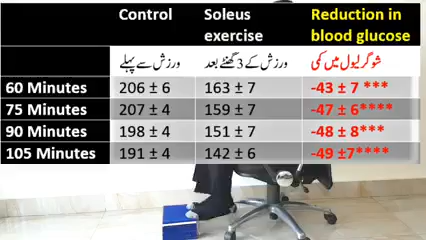 Control Soleus exercise Reduction in blood glucose
ورزش سے پہلے ورزش کے 3 گھنٹے بعد شوگر لیول میں کمی
60 Minutes 206 ± 6 163 ± 7 -43 ± 7 ***
75 Minutes 207 ± 4 159 ± 7 -47 ± 6****
90 Minutes 198 ± 4 151 ± 7 -48 ± 8***
105 Minutes 191 ± 4 142 ± 6 -49 ±7****